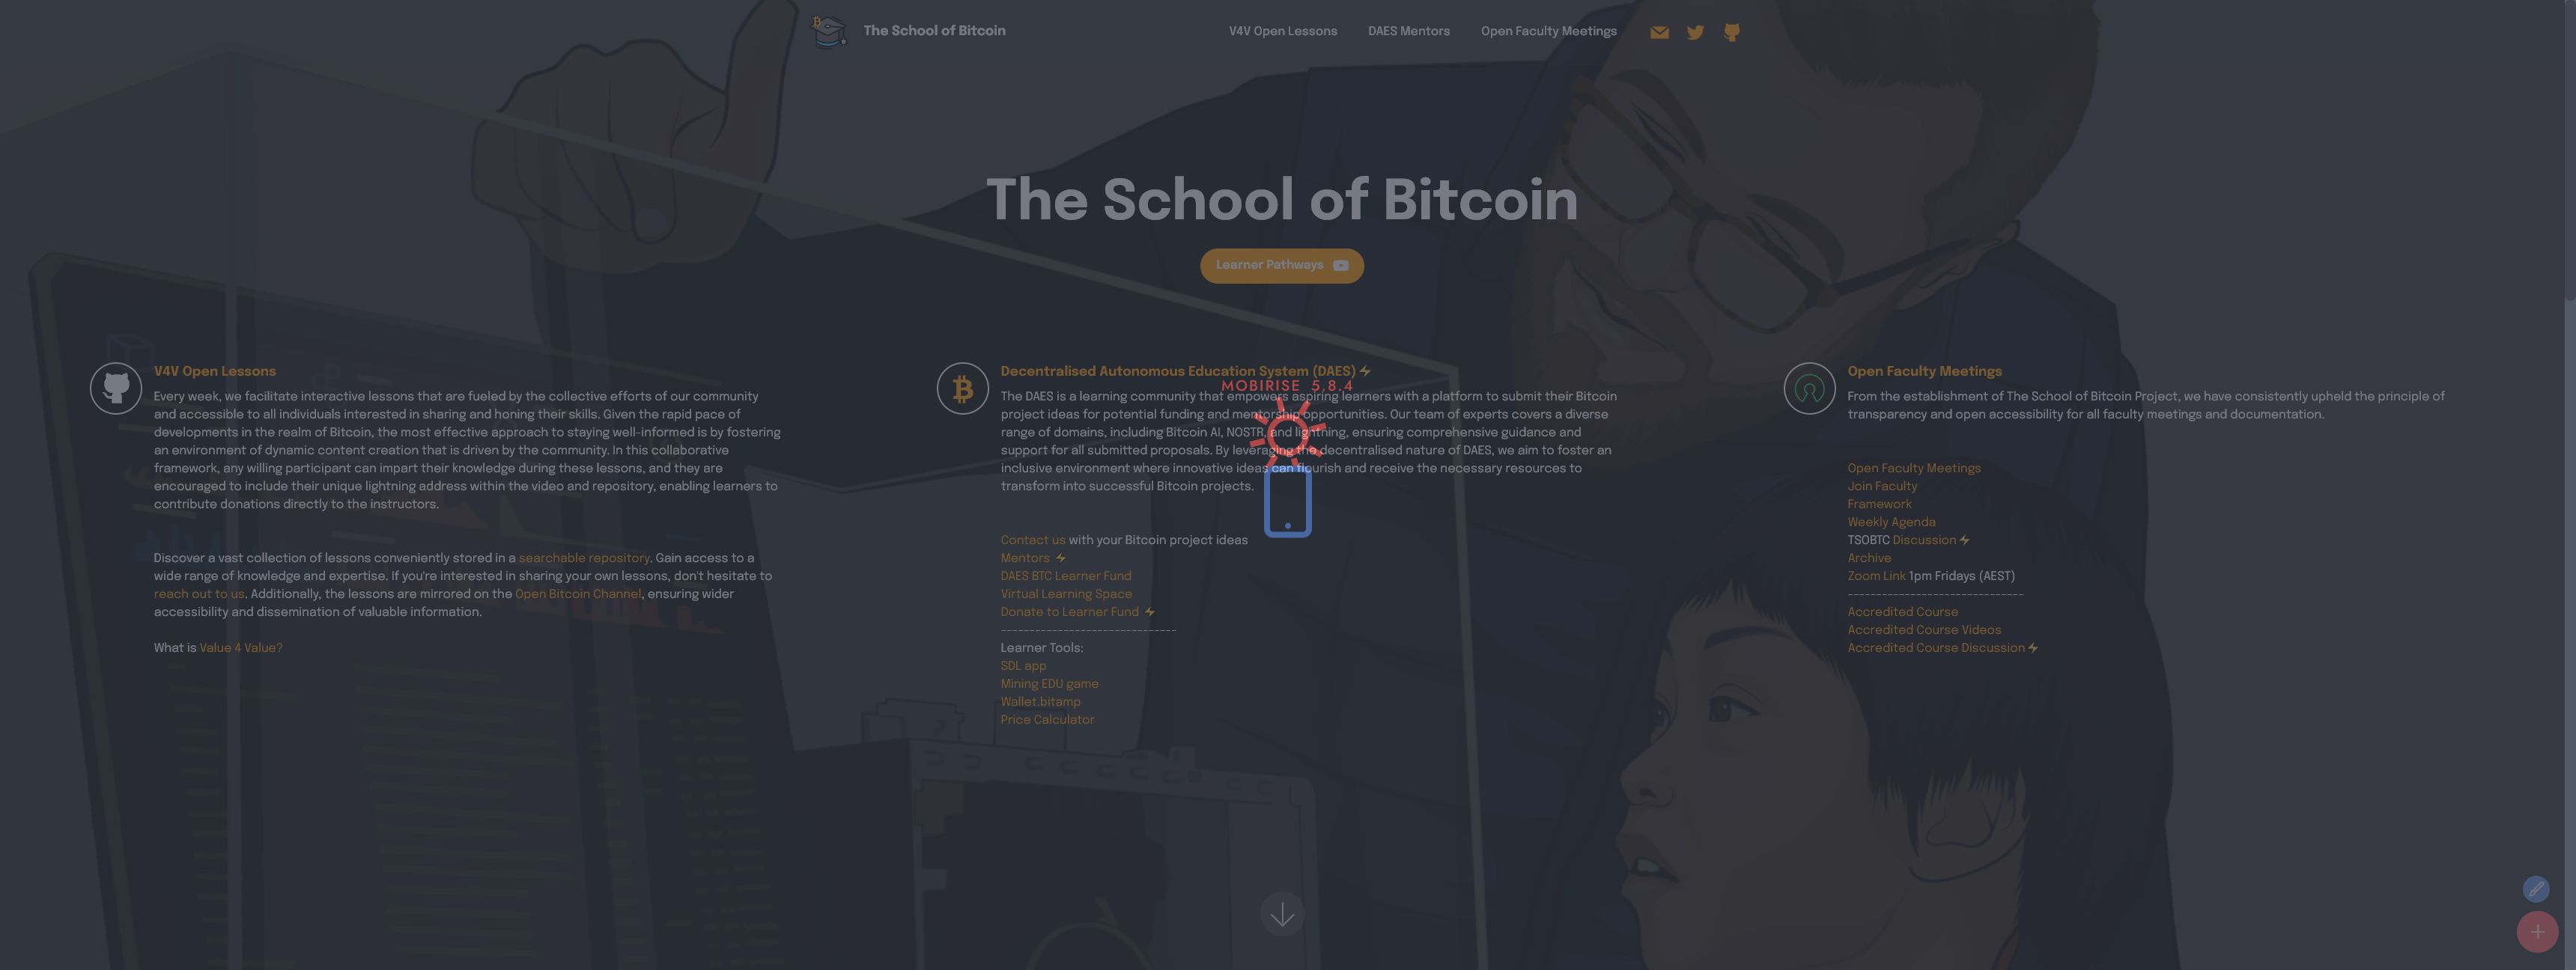 The School of Bitcoin
V4V Open Lessons
DAES Mentors
Open Faculty Meetings
The School of Bitcoin
Learner Pathways
V4V Open Lessons
Every week, we facilitate interactive lessons that are fueled by the collective efforts of our community
and accessible to all individuals interested in sharing and honing their skills. Given the rapid pace of
developments in the realm of Bitcoin, the most effective approach to staying well-informed is by fostering
an environment of dynamic content creation that is driven by the community. In this collaborative
framework, any willing participant can impart their knowledge during these lessons, and they are
encouraged to include their unique lightning address within the video and repository, enabling learners to
contribute donations directly to the instructors.
Discover a vast collection of lessons conveniently stored in a searchable repository. Gain access to a
wide range of knowledge and expertise. If you're interested in sharing your own lessons, don't hesitate to
reach out to us. Additionally, the lessons are mirrored on the Open Bitcoin Channel, ensuring wider
accessibility and dissemination of valuable information.
What is Value 4 Value?
Decentralised Autonomous Education System (DAES)
MOBIRISE 5.8.4
The DAES is a learning community that empowers aspiring learners with a platform to submit their Bitcoin
project ideas for potential funding and mentorship opportunities. Our team of experts covers a diverse
range of domains, including Bitcoin AI, NOSTR, and lightning, ensuring comprehensive guidance and
support for all submitted proposals. By leveraging the decentralised nature of DAES, we aim to foster an
inclusive environment where innovative ideas can flourish and receive the necessary resources to
transform into successful Bitcoin projects.
Contact us with your Bitcoin project ideas
Mentors
DAES BTC Learner Fund
Virtual Learning Space
Donate to Learner Fund
-------------------------------
Learner Tools:
SDL app
Mining EDU game
Wallet.bitamp
Price Calculator
Open Faculty Meetings
From the establishment of The School of Bitcoin Project, we have consistently upheld the principle of
transparency and open accessibility for all faculty meetings and documentation.
Open Faculty Meetings
Join Faculty
Framework
Weekly Agenda
TSOBTC Discussion
Archive
Zoom Link 1pm Fridays (AEST)
-------------------------------
Accredited Course
Accredited Course Videos
Accredited Course Discussion